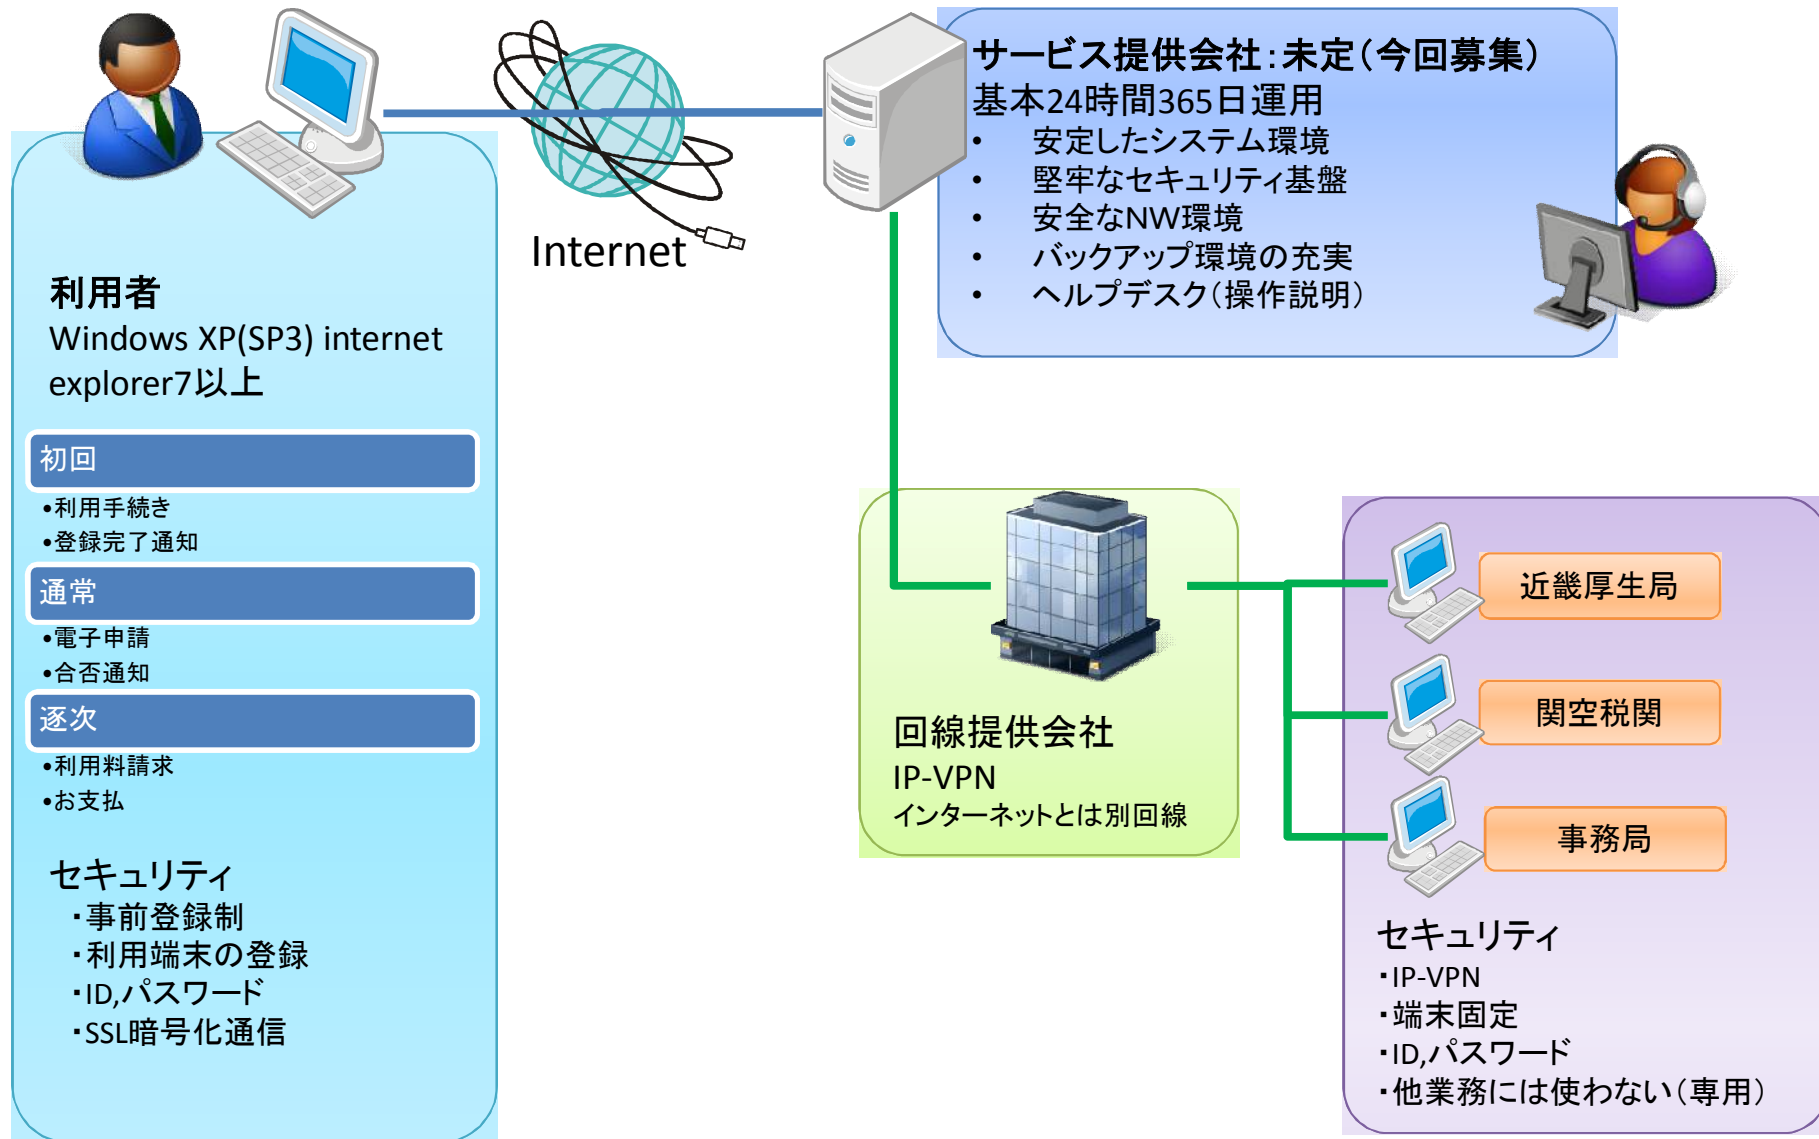 サービス提供会社：未定（今回募集）
基本24時間365日運用
• 安定したシステム環境
• 堅牢なセキュリティ基盤
• 安全なNW環境
• バックアップ環境の充実
• ヘルプデスク（操作説明）
Internet
利用者
Windows XP(SP3) internet
explorer7以上
初回
•利用手続き
•登録完了通知
通常
•電子申請
•合否通知
逐次
•利用料請求
•お支払
セキュリティ
・事前登録制
・利用端末の登録
・ID,パスワード
・SSL暗号化通信
回線提供会社
IP-VPN
インターネットとは別回線
近畿厚生局
関空税関
事務局
セキュリティ
・IP-VPN
・端末固定
・ID,パスワード
・他業務には使わない（専用）